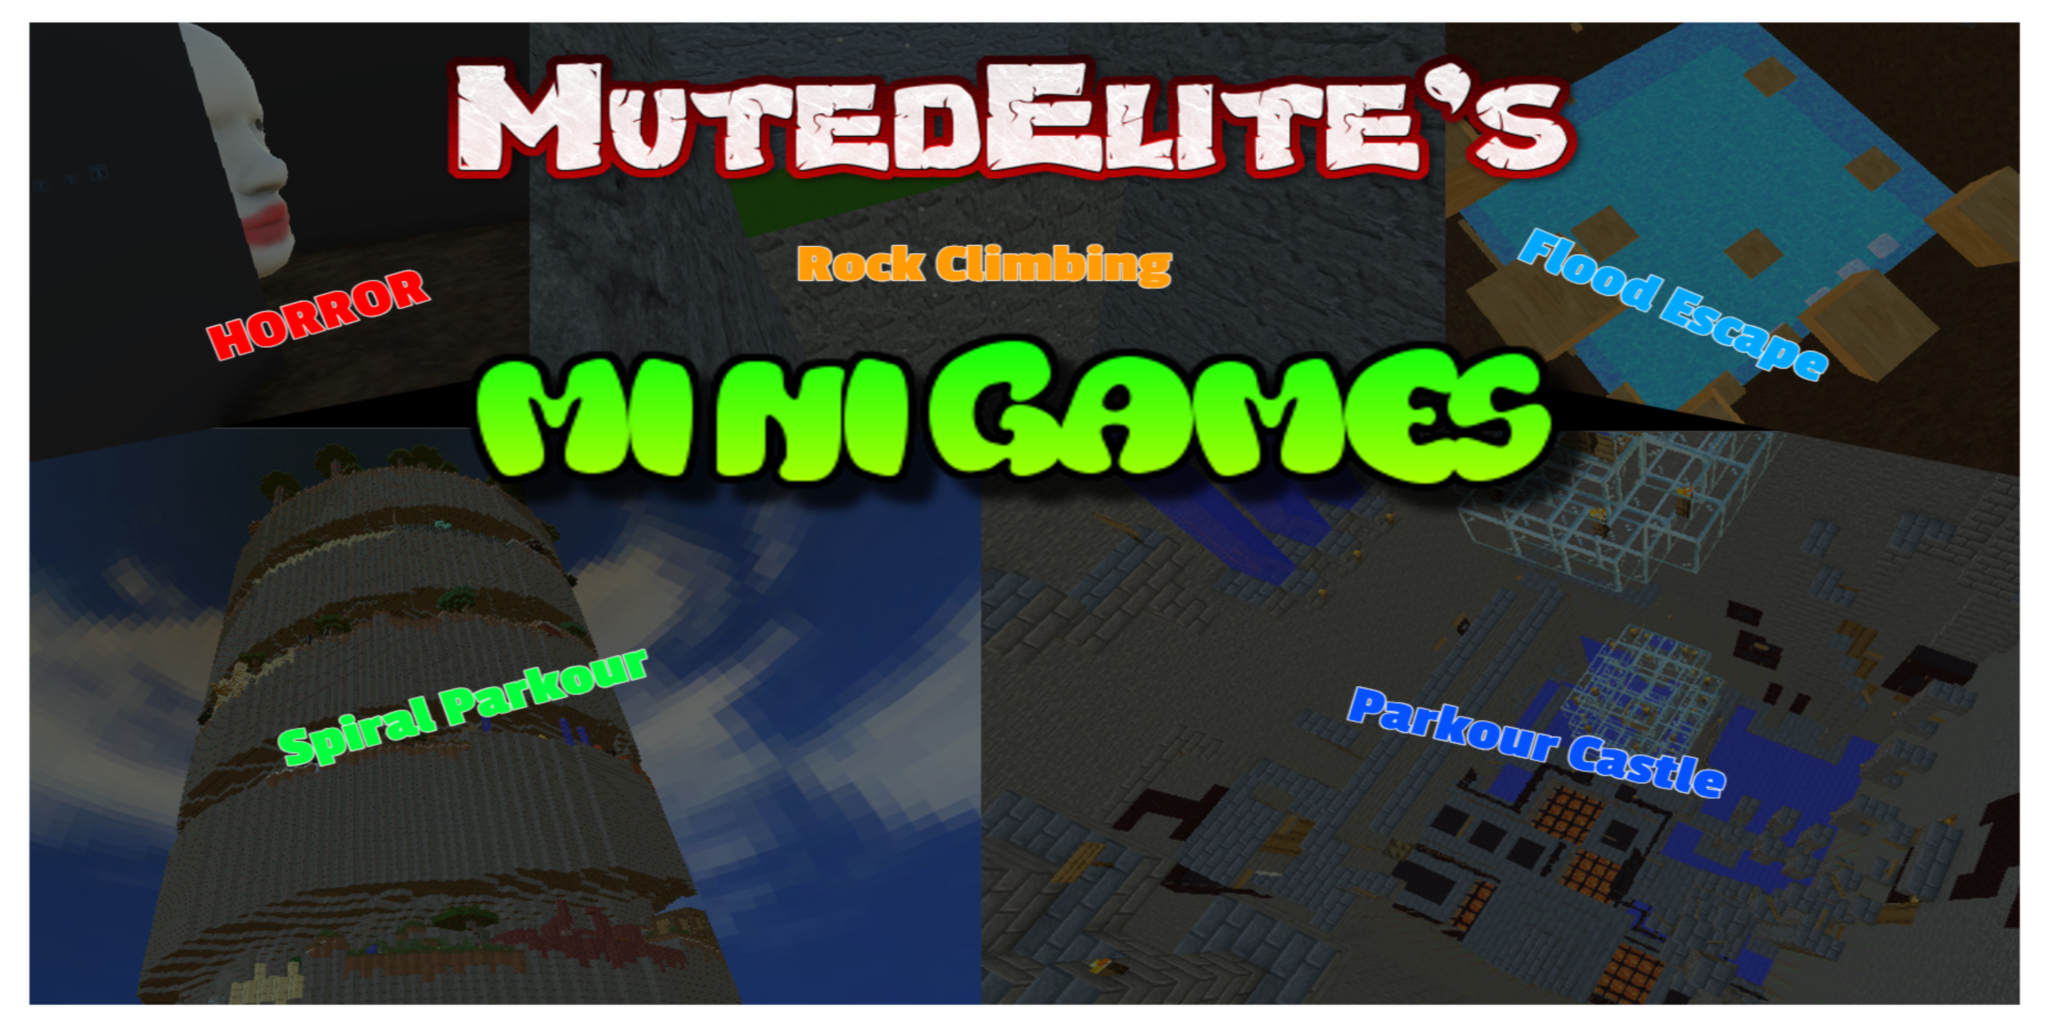 MUTEDELITE'S
HORROR
Rock Climbing
Flood Escape
MINIGAMES
Spiral Parkour
Parkour Castle